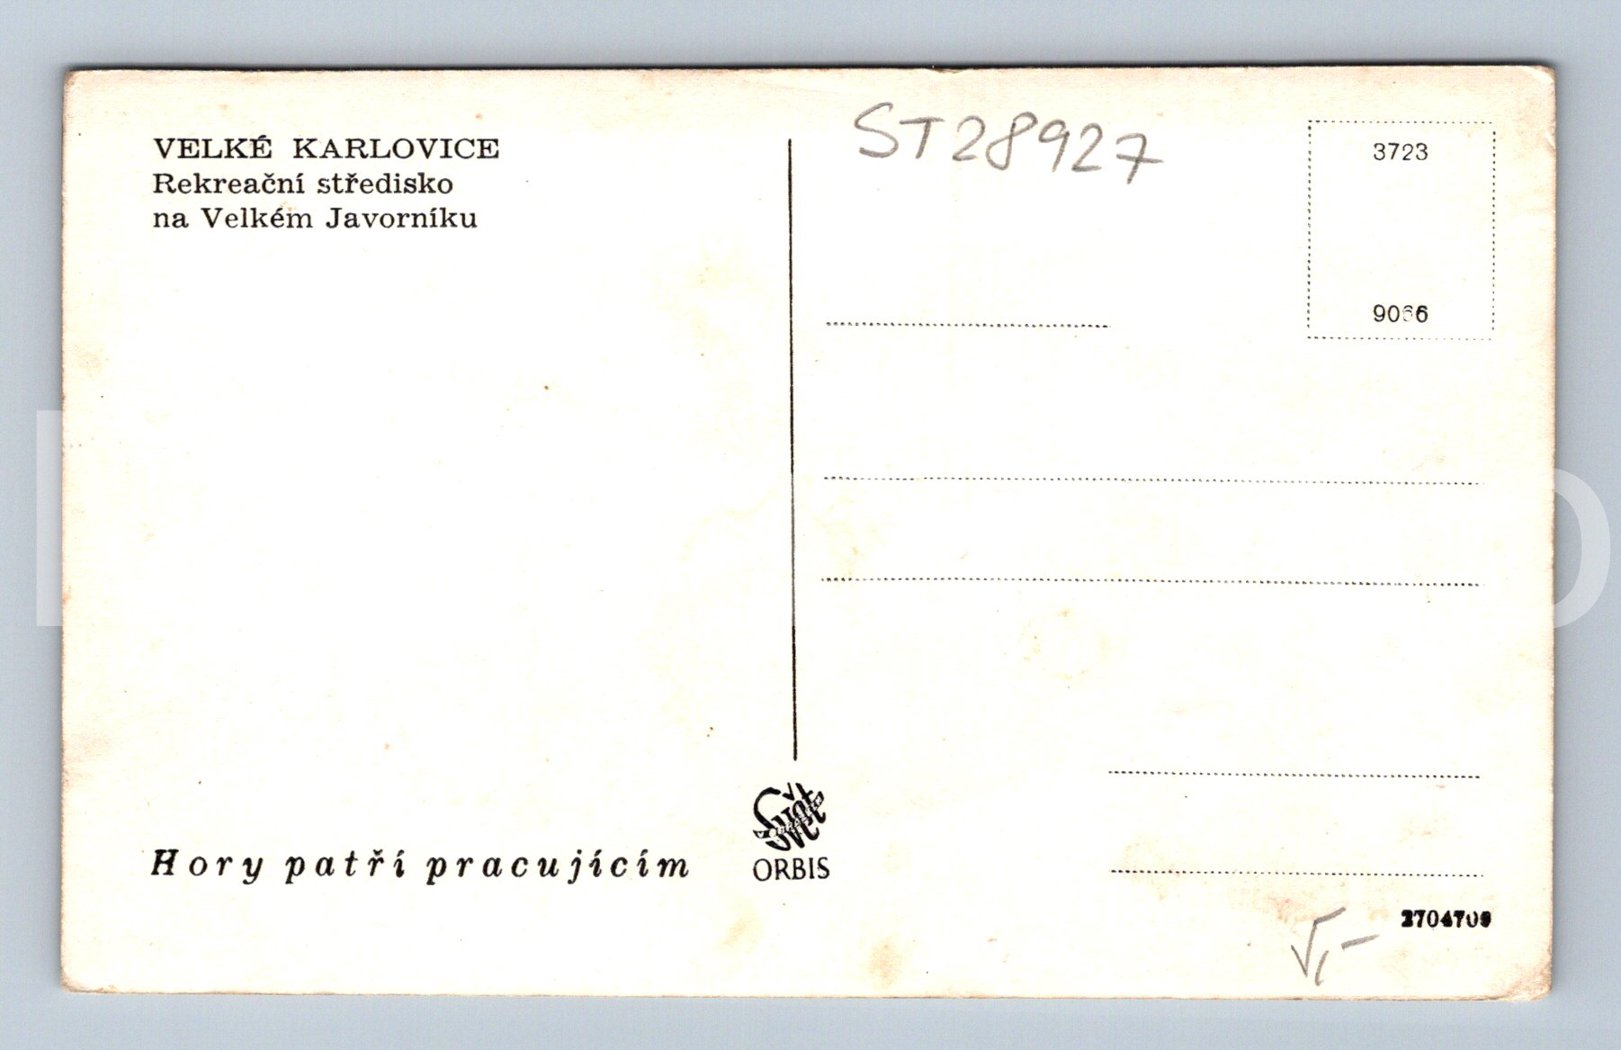 VELKÉ KARLOVICE
Rekreační středisko
na Velkém Javorníku
ST28927
3723
9066
Hory patří pracujícím
Svět
ORBIS
2704709